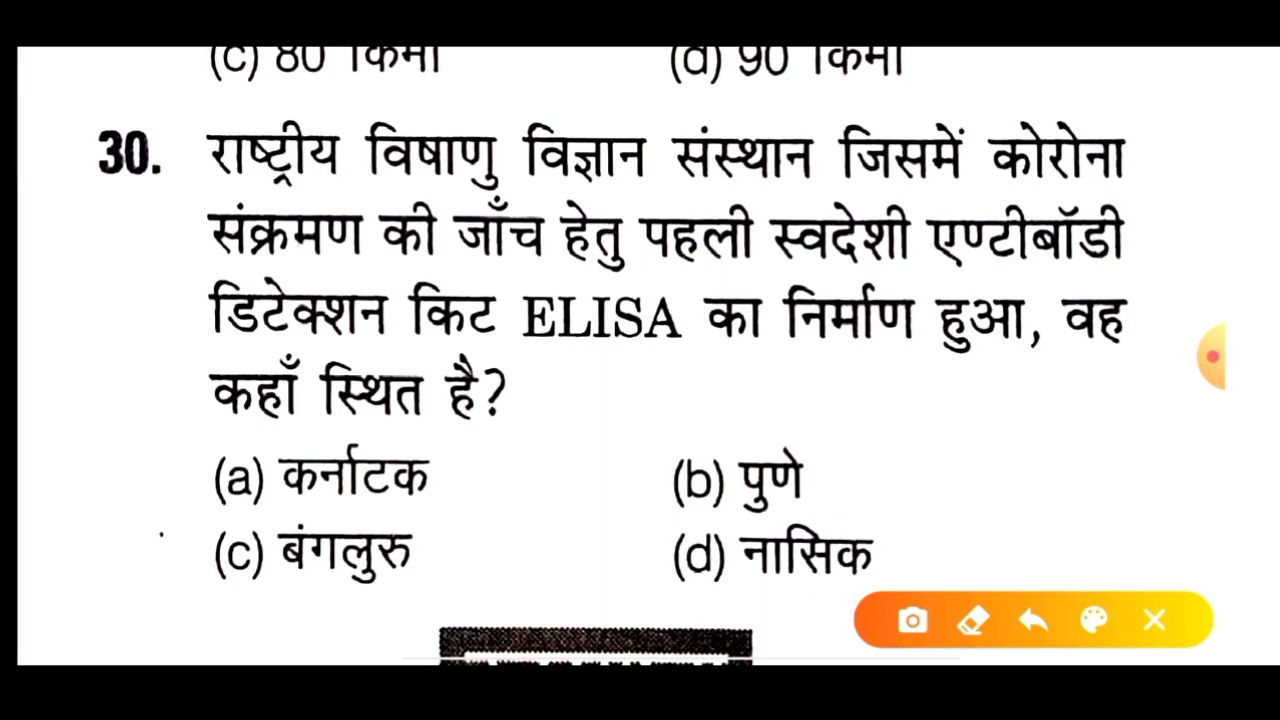 (c) 80 किमी (d) 90 किमी
30. राष्ट्रीय विषाणु विज्ञान संस्थान जिसमें कोरोना
संक्रमण की जाँच हेतु पहली स्वदेशी एण्टीबॉडी
डिटेक्शन किट ELISA का निर्माण हुआ, वह
कहाँ स्थित है?
(a) कर्नाटक (b) पुणे
(c) बंगलुरु (d) नासिक